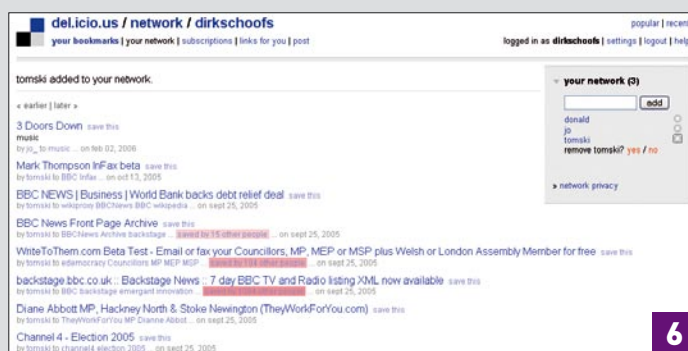 del.icio.us / network / dirkschoofs
popular | recent
your bookmarks | your network | subscriptions | links for you | post
logged in as dirkschoofs | settings | logout | help
tomski added to your network.
« earlier | later »
3 Doors Down save this
music
by jo_ to music ... on feb 02, 2006
Mark Thompson InFax beta save this
by tomski to BBC Infax ... on oct 13, 2005
BBC NEWS | Business | World Bank backs debt relief deal save this
by tomski to wikiproxy BBCNews BBC wikipedia ... on sept 25, 2005
BBC News Front Page Archive save this
by tomski to BBCNews Archive backstage ... saved by 15 other people ... on sept 25, 2005
WriteToThem.com Beta Test - Email or fax your Councillors, MP, MEP or MSP plus Welsh or London Assembly Member for free save this
by tomski to edemocracy Councillors MP MEP MSP ... saved by other people ... on sept 25, 2005
backstage.bbc.co.uk :: Backstage News :: 7 day BBC TV and Radio listing XML now available save this
by tomski to BBC backstage emergant innovation ... saved by other people ... on sept 25, 2005
Diane Abbott MP, Hackney North & Stoke Newington (TheyWorkForYou.com) save this
by tomski to TheyWorkForYou MP Dianne Abbot ... on sept 25, 2005
Channel 4 - Election 2005 save this
by tomski to channel4 election 2005 ... on sept 25, 2005
your network (3)
add
donald
jo
tomski
remove tomski? yes / no
» network privacy
6